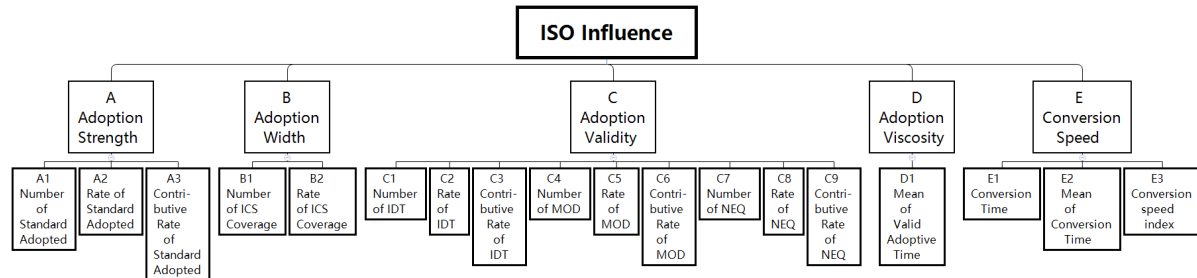 ISO Influence
A
Adoption
Strength
B
Adoption
Width
C
Adoption
Validity
D
Adoption
Viscosity
E
Conversion
Speed
A1
Number
of
Standard
Adopted
A2
Rate of
Standard
Adopted
A3
Contri-
butive
Rate
of
Standard
Adopted
B1
Number
of ICS
Coverage
B2
Rate
of ICS
Coverage
C1
Number
of IDT
C2
Rate
of
IDT
C3
Contri-
butive
Rate
of
IDT
C4
Number
of MOD
C5
Rate
of
MOD
C6
Contri-
butive
Rate of
MOD
C7
Number
of NEQ
C8
Rate
of
NEQ
C9
Contri-
butive
Rate of
NEQ
D1
Mean
of
Valid
Adoptive
Time
E1
Conversion
Time
E2
Mean
of
Conversion
Time
E3
Conversion
speed
index